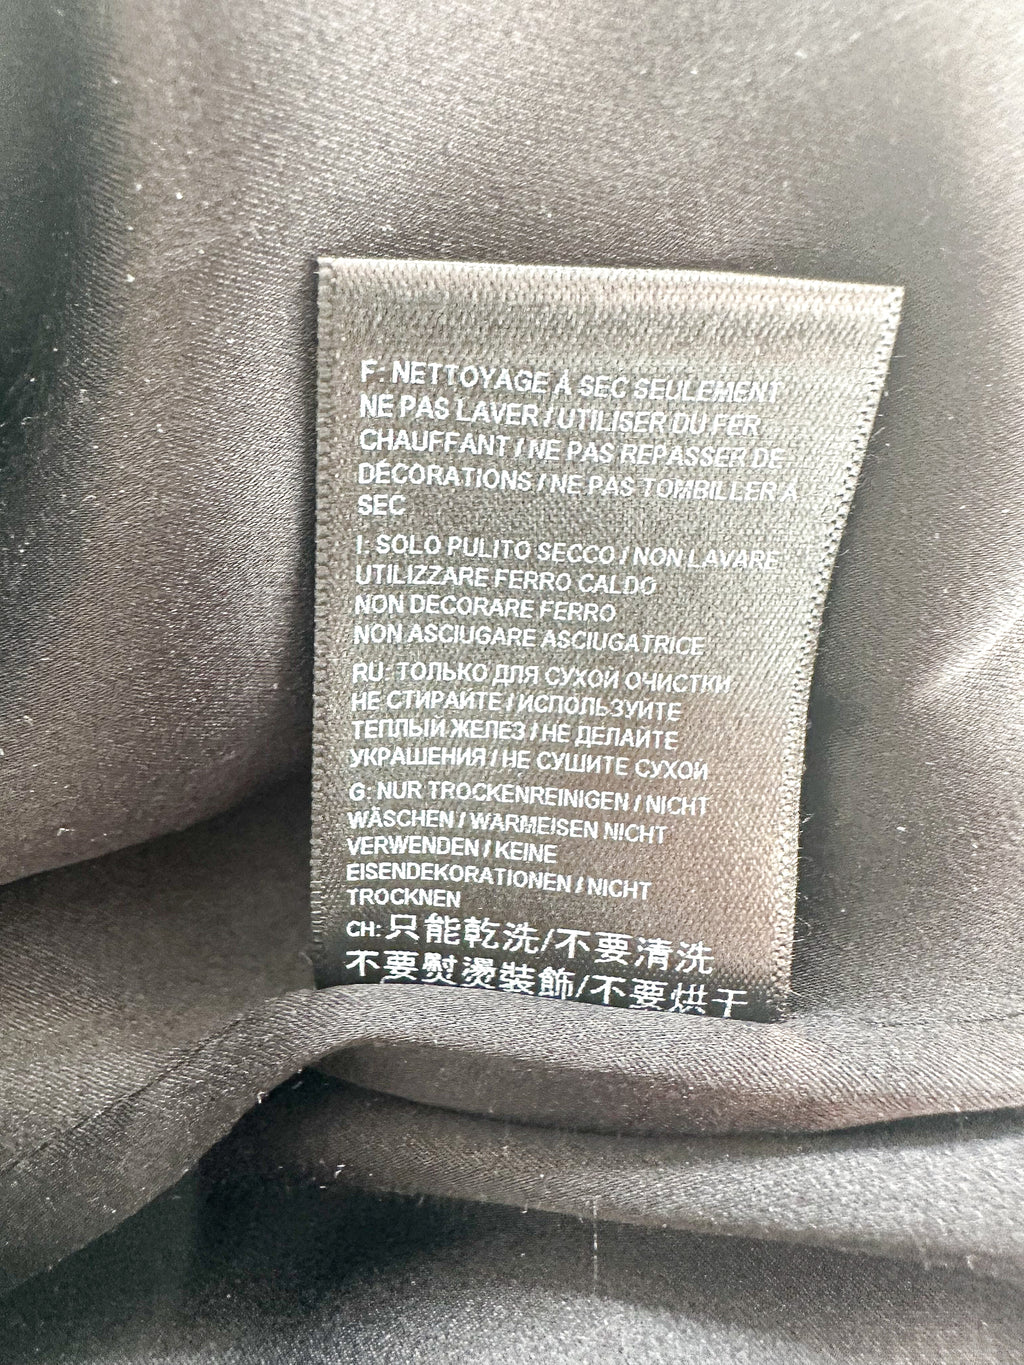 F: NETTOYAGE À SEC SEULEMENT
NE PAS LAVER / UTILISER DU FER
CHAUFFANT / NE PAS REPASSER DE
DÉCORATIONS / NE PAS TOMBILLER À
SEC
I: SOLO PULITO SECCO / NON LAVARE
UTILIZZARE FERRO CALDO
NON DECORARE FERRO
NON ASCIUGARE ASCIUGATRICE
RU: ТОЛЬКО ДЛЯ СУХОЙ ОЧИСТКИ
НЕ СТИРАЙТЕ / ИСПОЛЬЗУЙТЕ
ТЕПЛЫЙ ЖЕЛЕЗ / НЕ ДЕЛАЙТЕ
УКРАШЕНИЯ / НЕ СУШИТЕ СУХОЙ
G: NUR TROCKENREINIGEN / NICHT
WÄSCHEN / WARMEISEN NICHT
VERWENDEN / KEINE
EISENDEKORATIONEN / NICHT
TROCKNEN
CH: 只能乾洗/不要清洗
不要熨燙裝飾/不要烘干